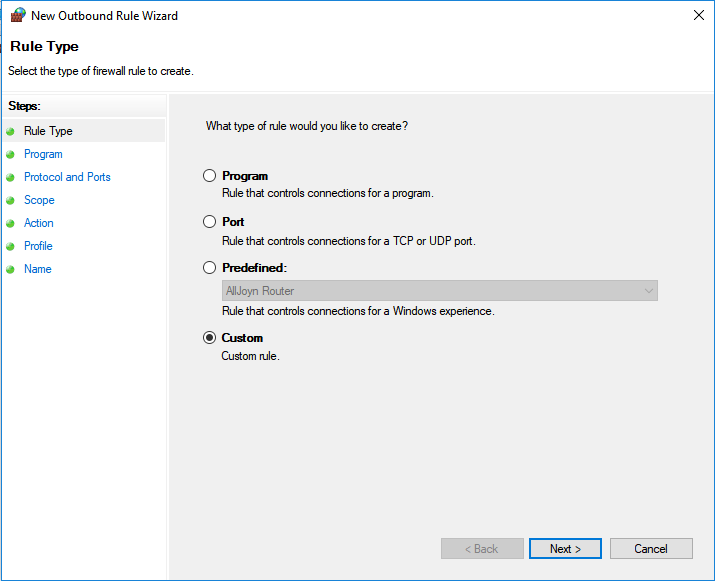 New Outbound Rule Wizard
Rule Type
Select the type of firewall rule to create.
Steps:
Rule Type
Program
Protocol and Ports
Scope
Action
Profile
Name
What type of rule would you like to create?
Program
Rule that controls connections for a program.
Port
Rule that controls connections for a TCP or UDP port.
Predefined:
AllJoyn Router
Rule that controls connections for a Windows experience.
Custom
Custom rule.
< Back
Next >
Cancel